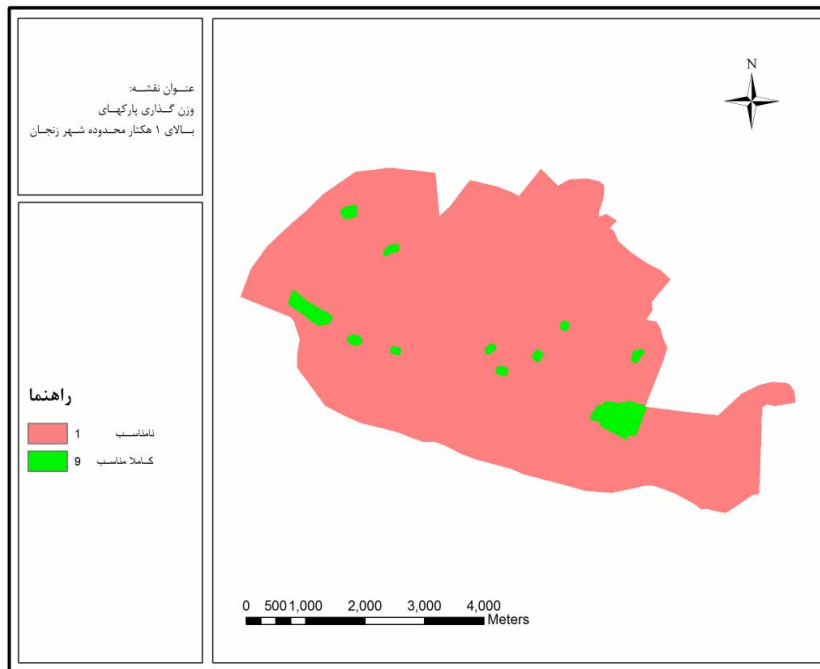 عنوان نقشه:
وزن گذاری پارکهای
بالای ۱ هکتار محدوده شهر زنجان
N
راهنما
نامناسب 1
کاملا مناسب 9
0 500 1,000 2,000 3,000 4,000
Meters